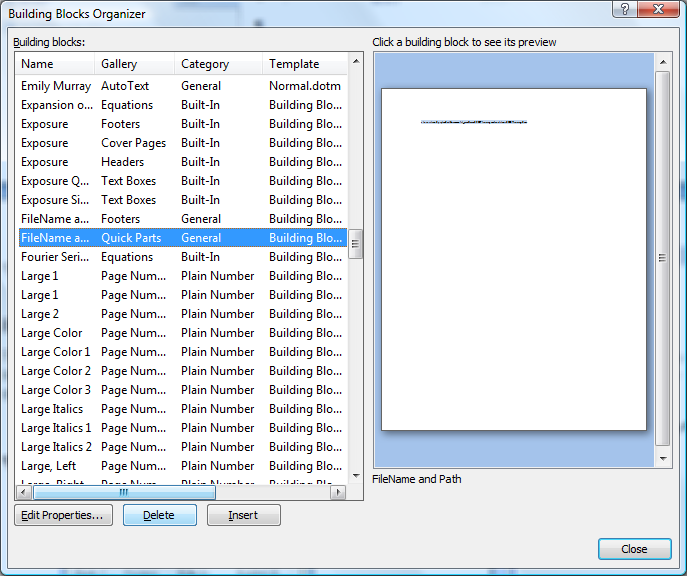 Building Blocks Organizer
Building blocks:
Click a building block to see its preview
Name Gallery Category Template
Emily Murray AutoText General Normal.dotm
Expansion o... Equations Built-In Building Blo...
Exposure Footers Built-In Building Blo...
Exposure Cover Pages Built-In Building Blo...
Exposure Headers Built-In Building Blo...
Exposure Q... Text Boxes Built-In Building Blo...
Exposure Si... Text Boxes Built-In Building Blo...
FileName a... Footers General Building Blo...
FileName a... Quick Parts General Building Blo...
Fourier Seri... Equations Built-In Building Blo...
Large 1 Page Num... Plain Number Building Blo...
Large 1 Page Num... Plain Number Building Blo...
Large 2 Page Num... Plain Number Building Blo...
Large Color Page Num... Plain Number Building Blo...
Large Color 1 Page Num... Plain Number Building Blo...
Large Color 2 Page Num... Plain Number Building Blo...
Large Color 3 Page Num... Plain Number Building Blo...
Large Italics Page Num... Plain Number Building Blo...
Large Italics 1 Page Num... Plain Number Building Blo...
Large Italics 2 Page Num... Plain Number Building Blo...
Large, Left Page Num... Plain Number Building Blo...
Large, Right Page Num... Plain Number Building Blo...
FileName and Path
Edit Properties... Delete Insert
Close